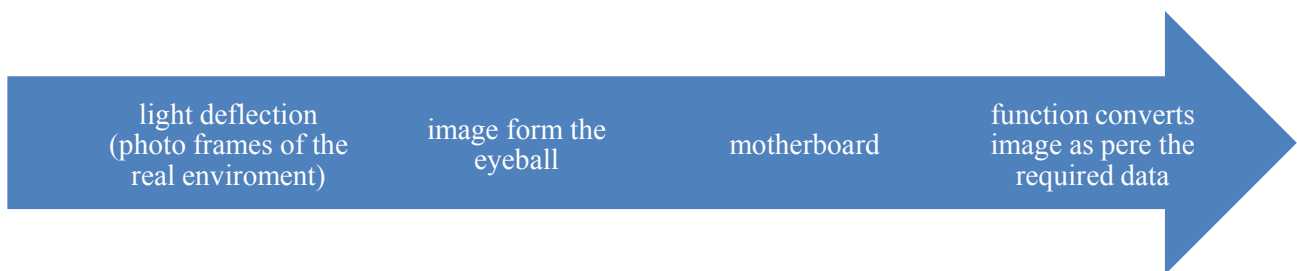 light deflection
(photo frames of the
real enviroment)
image form the
eyeball
motherboard
function converts
image as pere the
required data